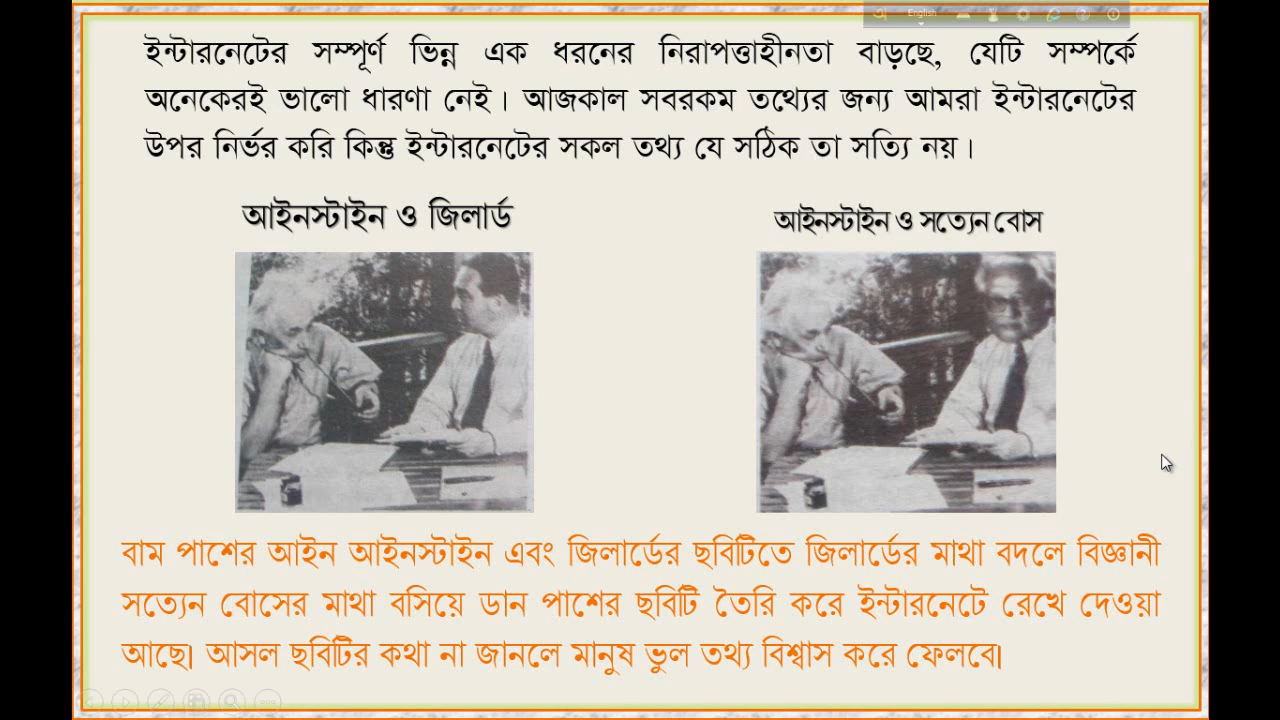 English
ইন্টারনেটের সম্পূর্ণ ভিন্ন এক ধরনের নিরাপত্তাহীনতা বাড়ছে, যেটি সম্পর্কে
অনেকেরই ভালো ধারণা নেই। আজকাল সবরকম তথ্যের জন্য আমরা ইন্টারনেটের
উপর নির্ভর করি কিন্তু ইন্টারনেটের সকল তথ্য যে সঠিক তা সত্যি নয়।
আইনস্টাইন ও জিলার্ড
আইনস্টাইন ও সত্যেন বোস
বাম পাশের আইন আইনস্টাইন এবং জিলার্ডের ছবিটিতে জিলার্ডের মাথা বদলে বিজ্ঞানী
সত্যেন বোসের মাথা বসিয়ে ডান পাশের ছবিটি তৈরি করে ইন্টারনেটে রেখে দেওয়া
আছে। আসল ছবিটির কথা না জানলে মানুষ ভুল তথ্য বিশ্বাস করে ফেলবে।